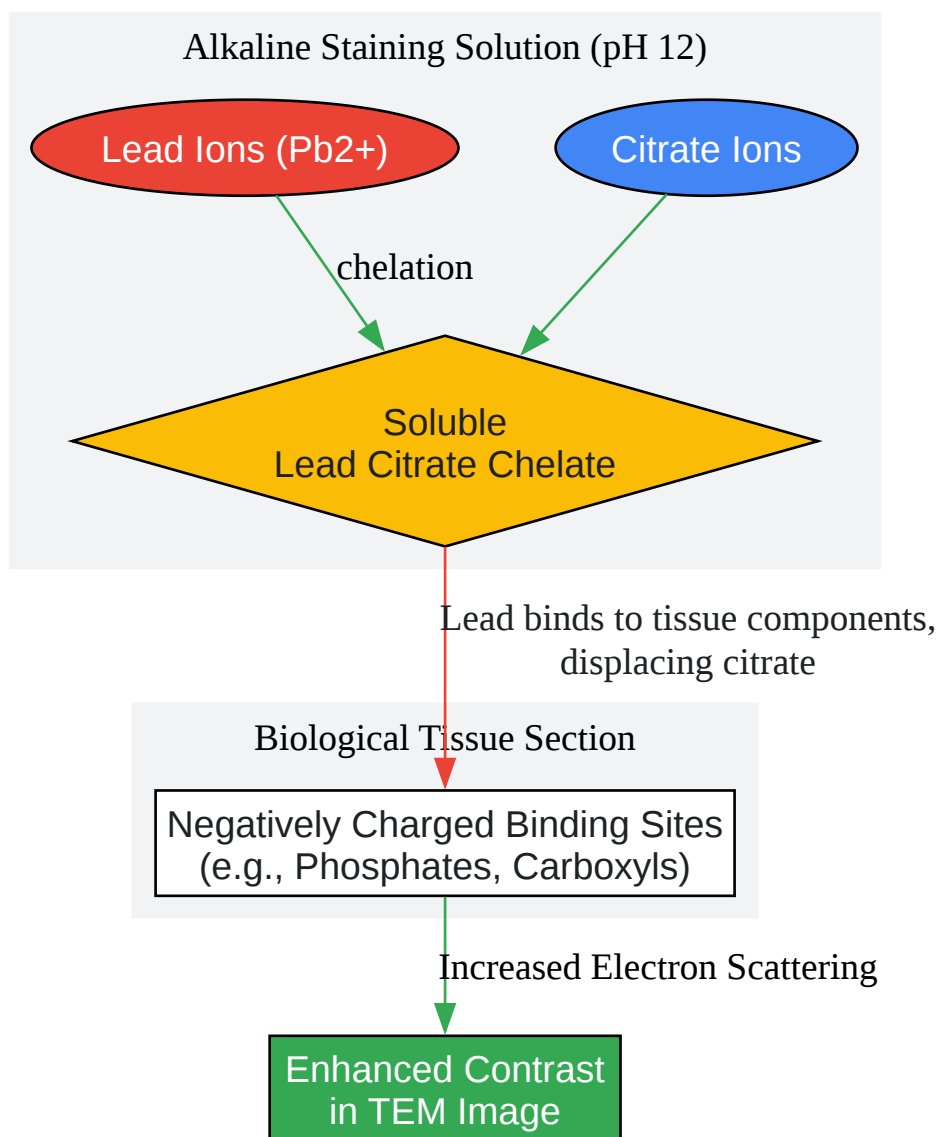 Alkaline Staining Solution (pH 12)
Lead Ions (Pb2+)
Citrate Ions
chelation
Soluble
Lead Citrate Chelate
Lead binds to tissue components,
displacing citrate
Biological Tissue Section
Negatively Charged Binding Sites
(e.g., Phosphates, Carboxyls)
Increased Electron Scattering
Enhanced Contrast
in TEM Image